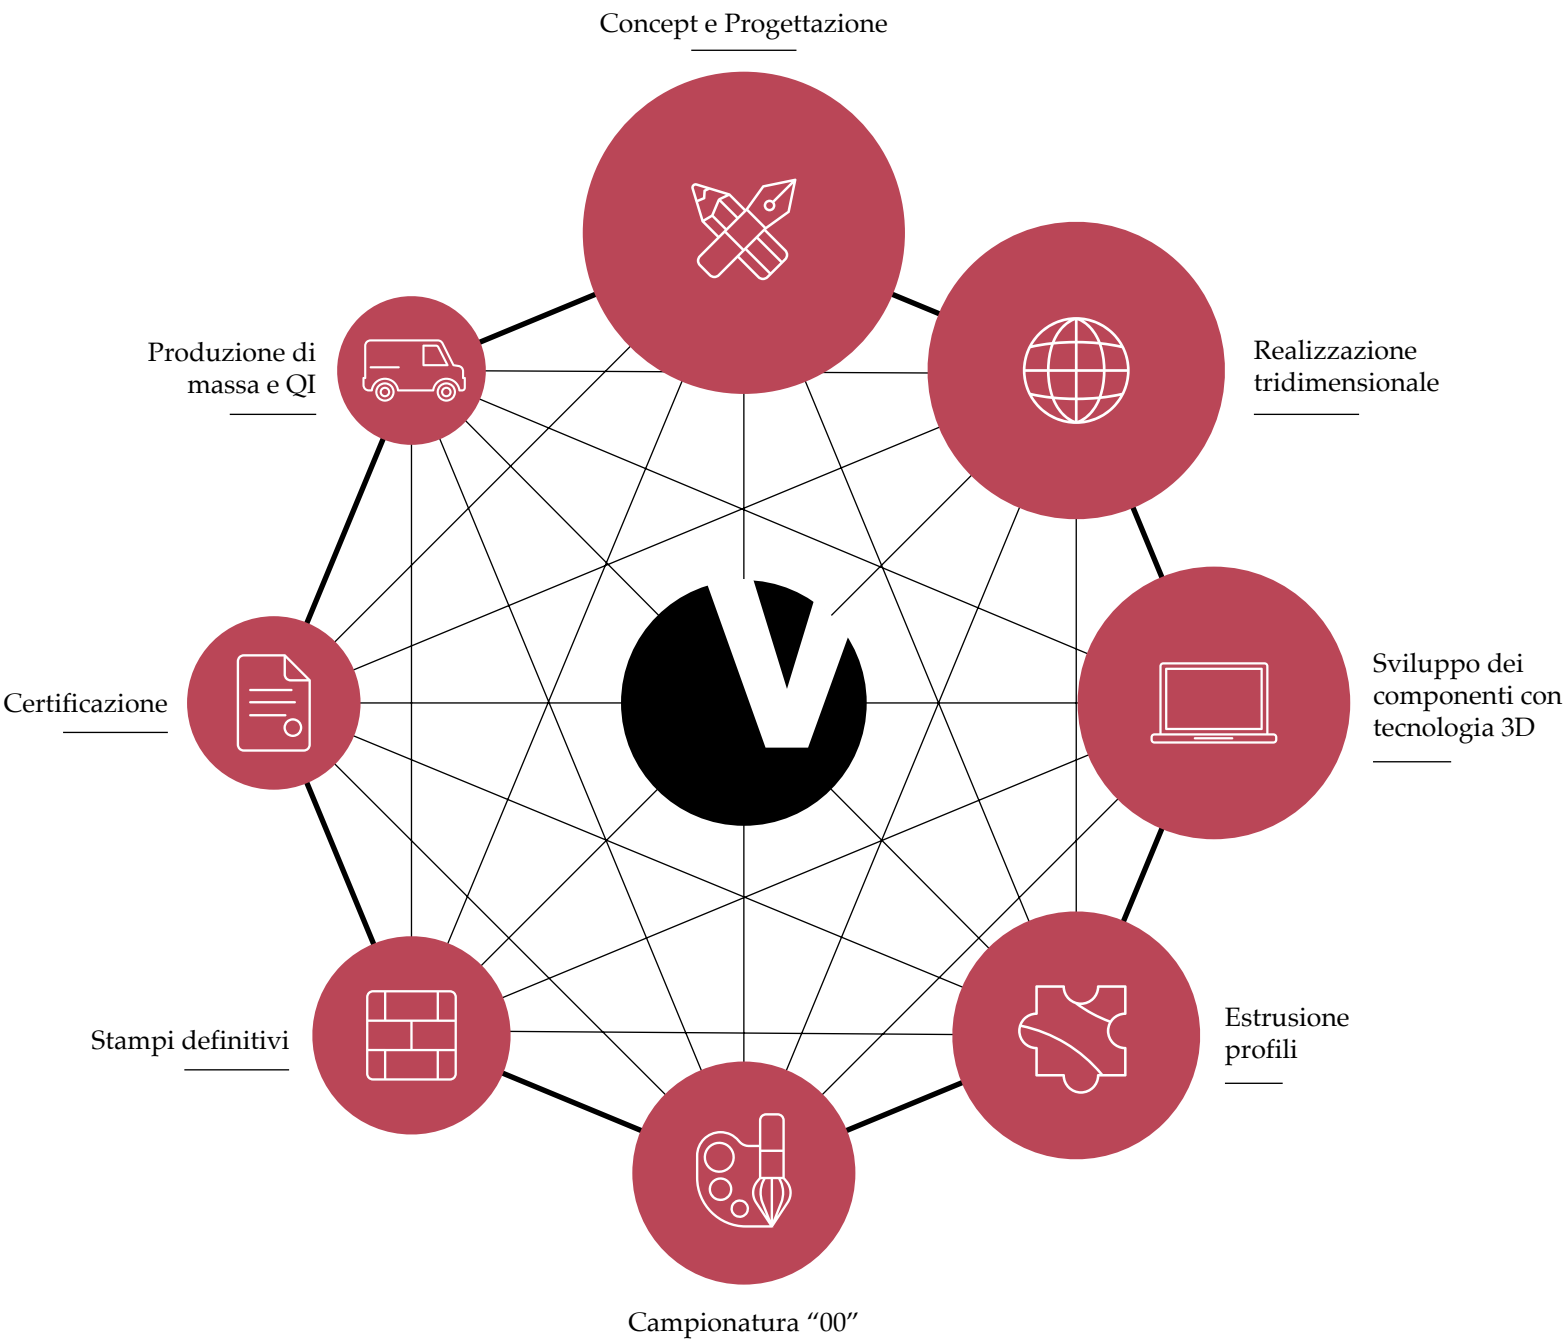 Concept e Progettazione
Realizzazione
tridimensionale
Sviluppo dei
componenti con
tecnologia 3D
Estrusione
profili
Campionatura “00”
Stampi definitivi
Certificazione
Produzione di
massa e QI
V